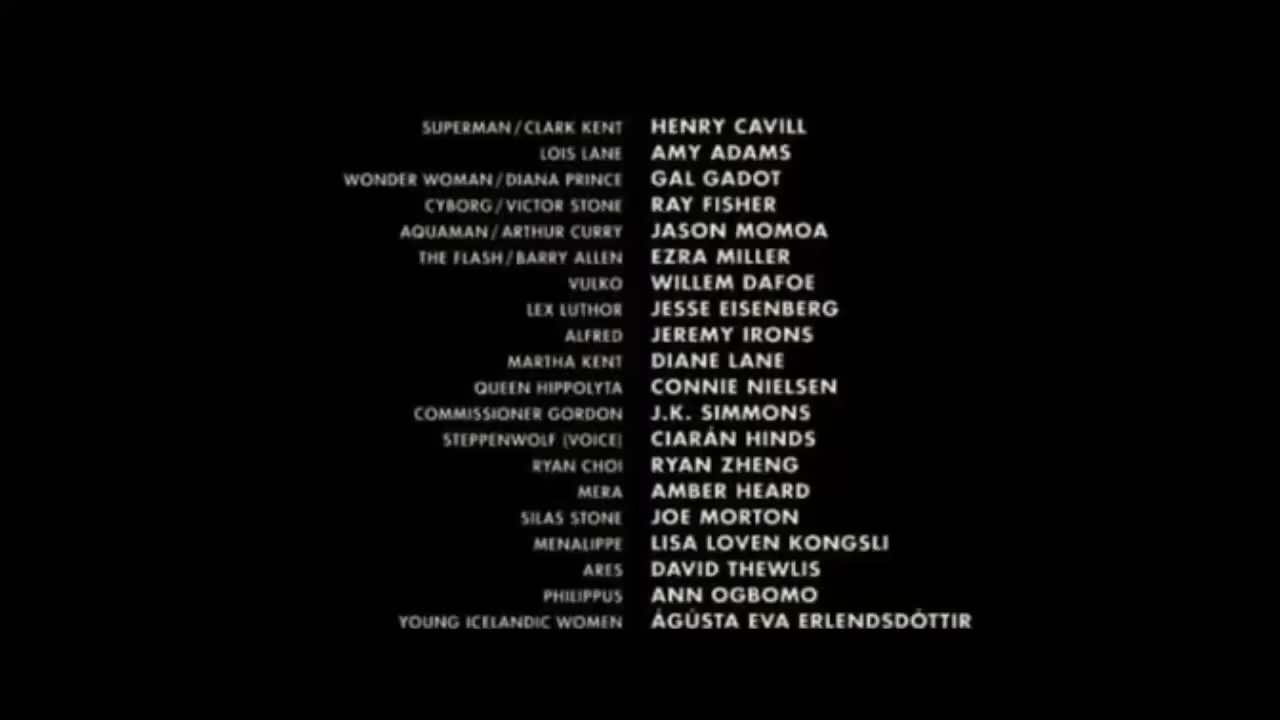 SUPERMAN/CLARK KENT HENRY CAVILL
LOIS LANE AMY ADAMS
WONDER WOMAN/DIANA PRINCE GAL GADOT
CYBORG/VICTOR STONE RAY FISHER
AQUAMAN/ARTHUR CURRY JASON MOMOA
THE FLASH/BARRY ALLEN EZRA MILLER
VULKO WILLEM DAFOE
LEX LUTHOR JESSE EISENBERG
ALFRED JEREMY IRONS
MARTHA KENT DIANE LANE
QUEEN HIPPOLYTA CONNIE NIELSEN
COMMISSIONER GORDON J.K. SIMMONS
STEPPENWOLF (VOICE) CIARÁN HINDS
RYAN CHOI RYAN ZHENG
MERA AMBER HEARD
SILAS STONE JOE MORTON
MENALIPPE LISA LOVEN KONGSLI
ARES DAVID THEWLIS
PHILIPPUS ANN OGBOMO
YOUNG ICELANDIC WOMEN ÁGÚSTA EVA ERLENDSDÓTTIR